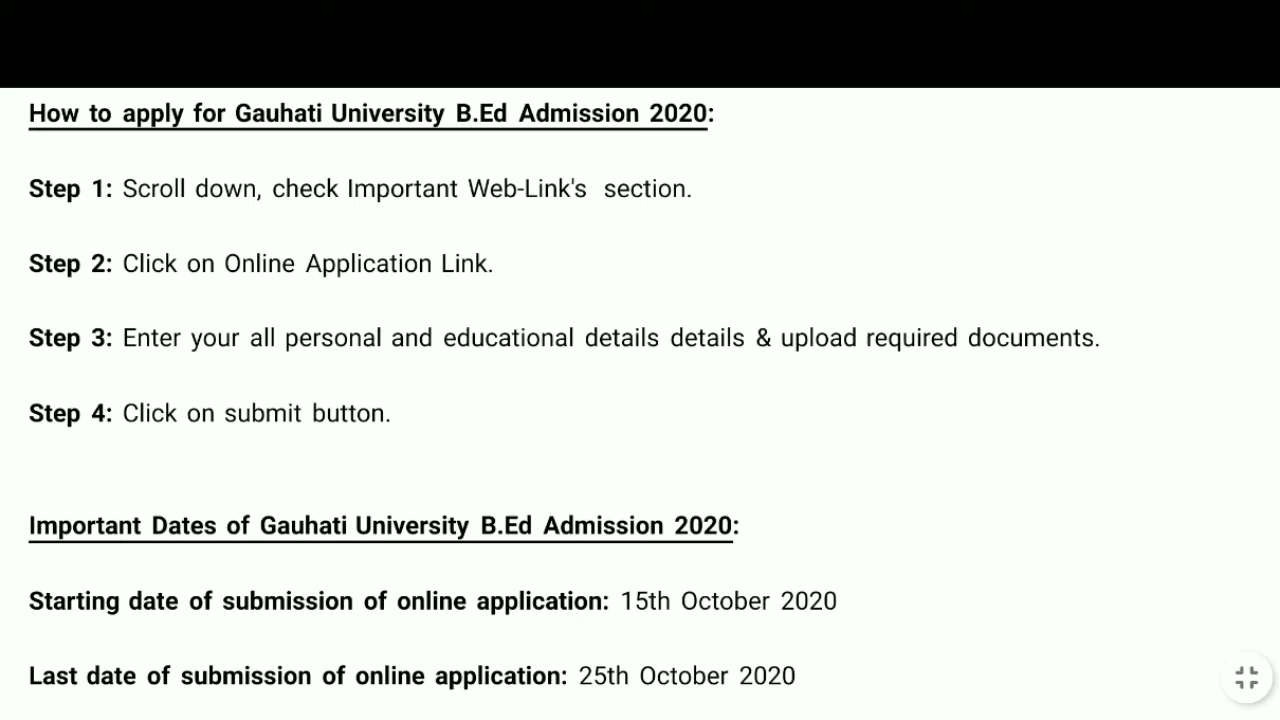 How to apply for Gauhati University B.Ed Admission 2020:
Step 1: Scroll down, check Important Web-Link's section.
Step 2: Click on Online Application Link.
Step 3: Enter your all personal and educational details details & upload required documents.
Step 4: Click on submit button.
Important Dates of Gauhati University B.Ed Admission 2020:
Starting date of submission of online application: 15th October 2020
Last date of submission of online application: 25th October 2020